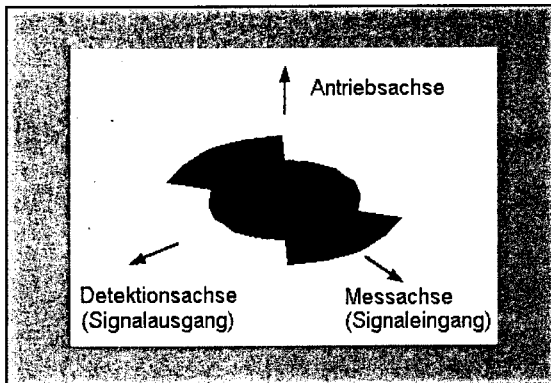 Antriebsachse
Detektionsachse
(Signalausgang)
Messachse
(Signaleingang)